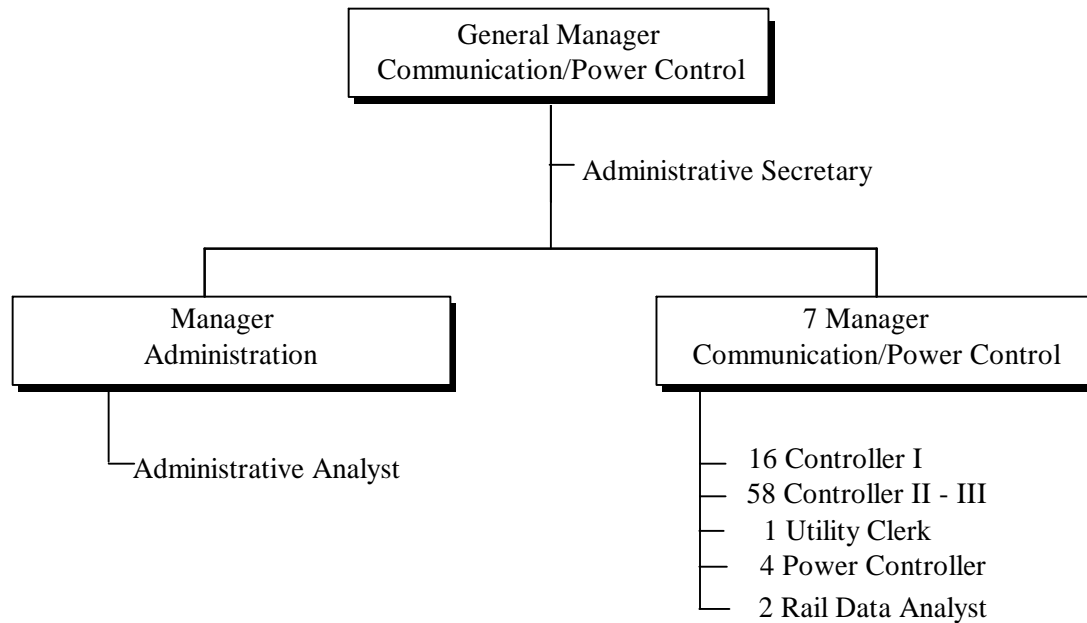 General Manager
Communication/Power Control
Administrative Secretary
Manager
Administration
Administrative Analyst
7 Manager
Communication/Power Control
16 Controller I
58 Controller II - III
1 Utility Clerk
4 Power Controller
2 Rail Data Analyst